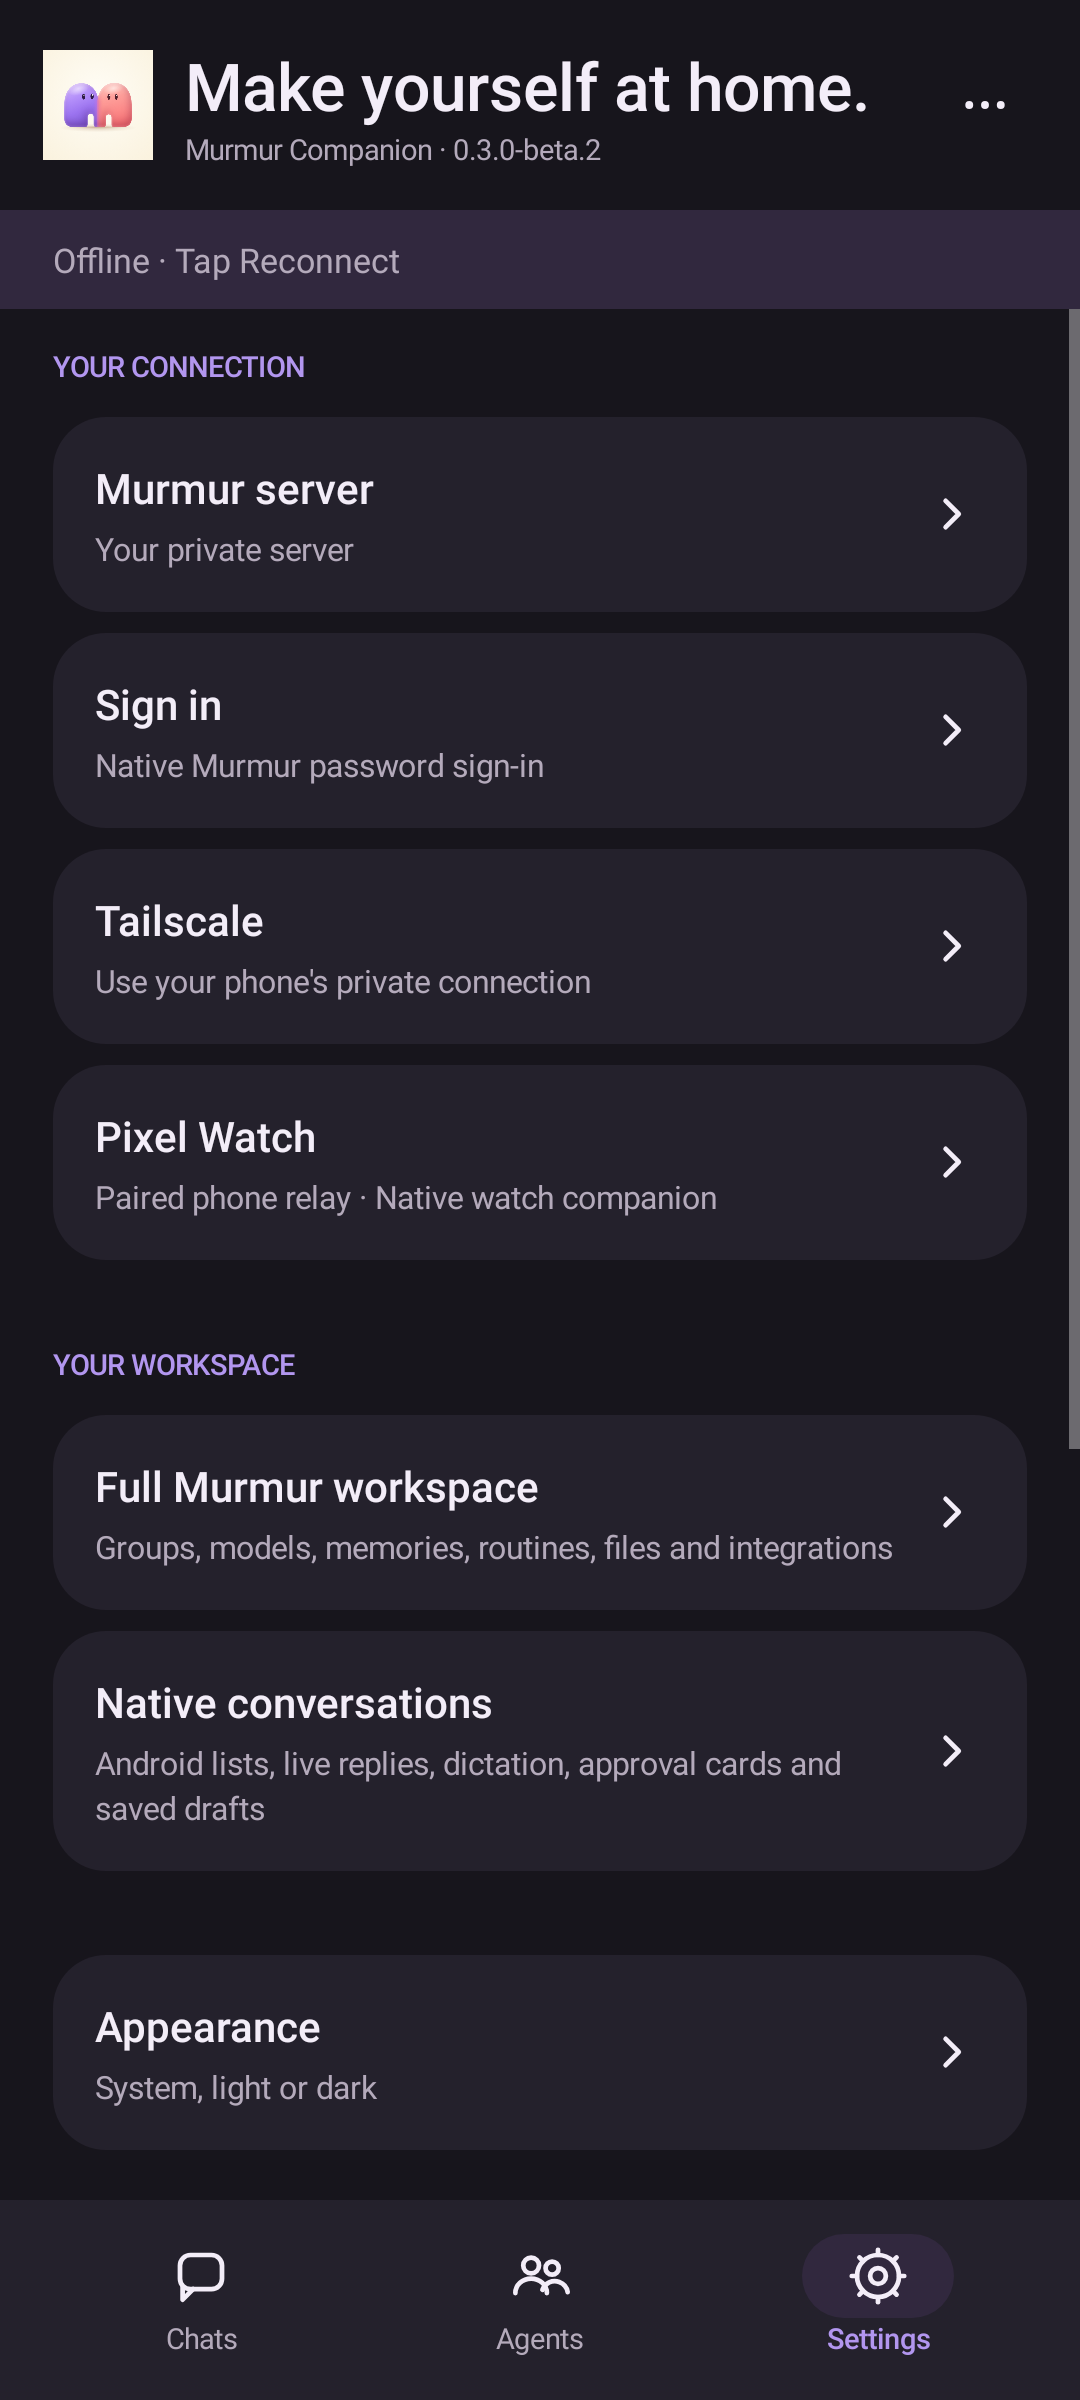 Make yourself at home.
Murmur Companion · 0.3.0-beta.2
Offline · Tap Reconnect
YOUR CONNECTION
Murmur server
Your private server
Sign in
Native Murmur password sign-in
Tailscale
Use your phone's private connection
Pixel Watch
Paired phone relay · Native watch companion
YOUR WORKSPACE
Full Murmur workspace
Groups, models, memories, routines, files and integrations
Native conversations
Android lists, live replies, dictation, approval cards and
saved drafts
Appearance
System, light or dark
Chats
Agents
Settings